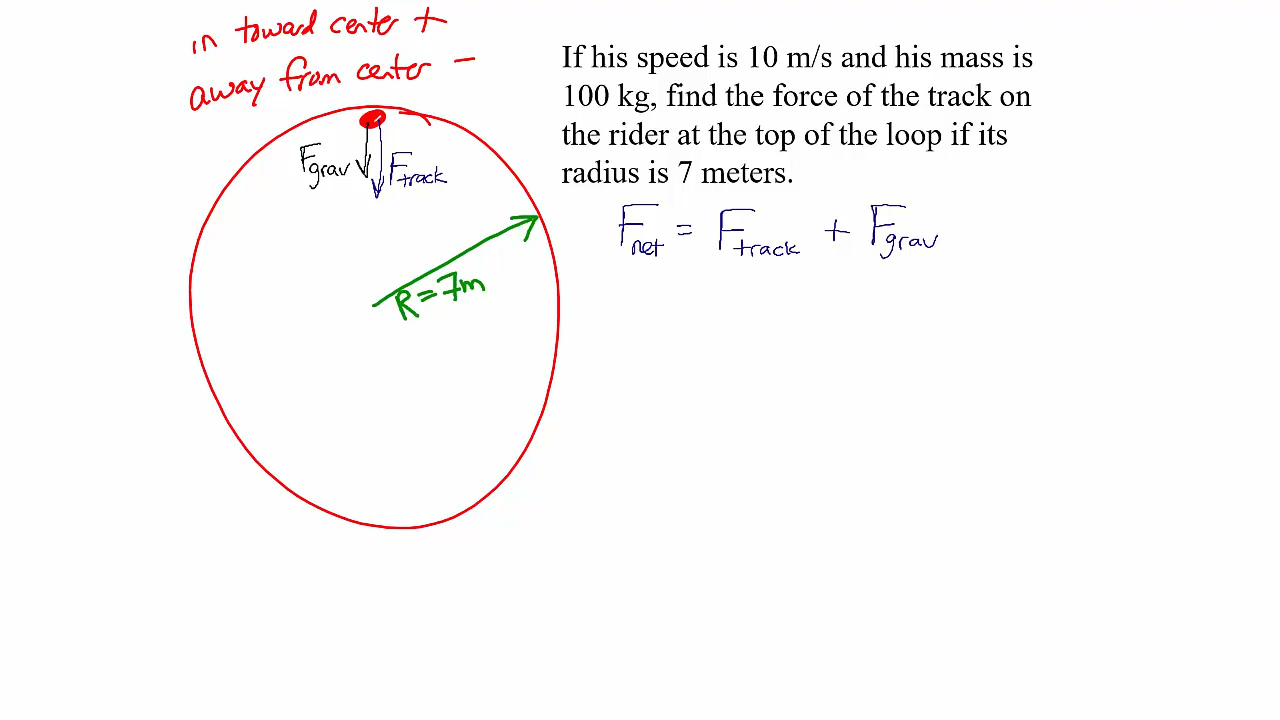 in toward center +
away from center -
If his speed is 10 m/s and his mass is
100 kg, find the force of the track on
the rider at the top of the loop if its
radius is 7 meters.
Fgrav
Ftrack
Fnet = Ftrack + Fgrav
R = 7m